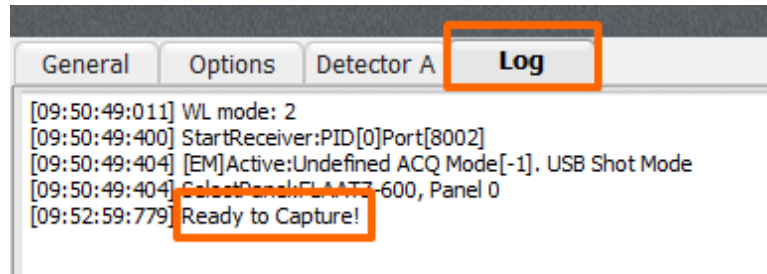 General Options Detector A Log
[09:50:49:011] WL mode: 2
[09:50:49:400] StartReceiver:PID[0]Port[8002]
[09:50:49:404] [EM]Active:Undefined ACQ Mode[-1]. USB Shot Mode
[09:50:49:404] SelectPanel:FLAATZ-600, Panel 0
[09:52:59:779] Ready to Capture!